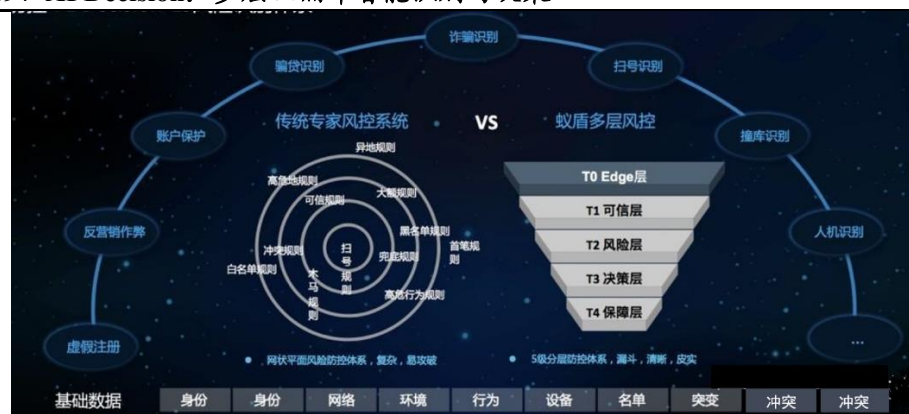 诈骗识别
骗贷识别
扫号识别
传统专家风控系统
VS
蚁盾多层风控
账户保护
撞库识别
异地规则
高危地规则
可信规则
大额规则
T0 Edge层
T1 可信层
反营销作弊
黑名单规则
人机识别
冲突规则
扫号规则
兜底规则
首笔规则
T2 风险层
白名单规则
木马规则
高危行为规则
T3 决策层
T4 保障层
虚假注册
...
网状平面风险防控体系，复杂，易攻破
5级分层防控体系，漏斗，清晰，皮实
基础数据
身份
身份
网络
环境
行为
设备
名单
突变
冲突
冲突